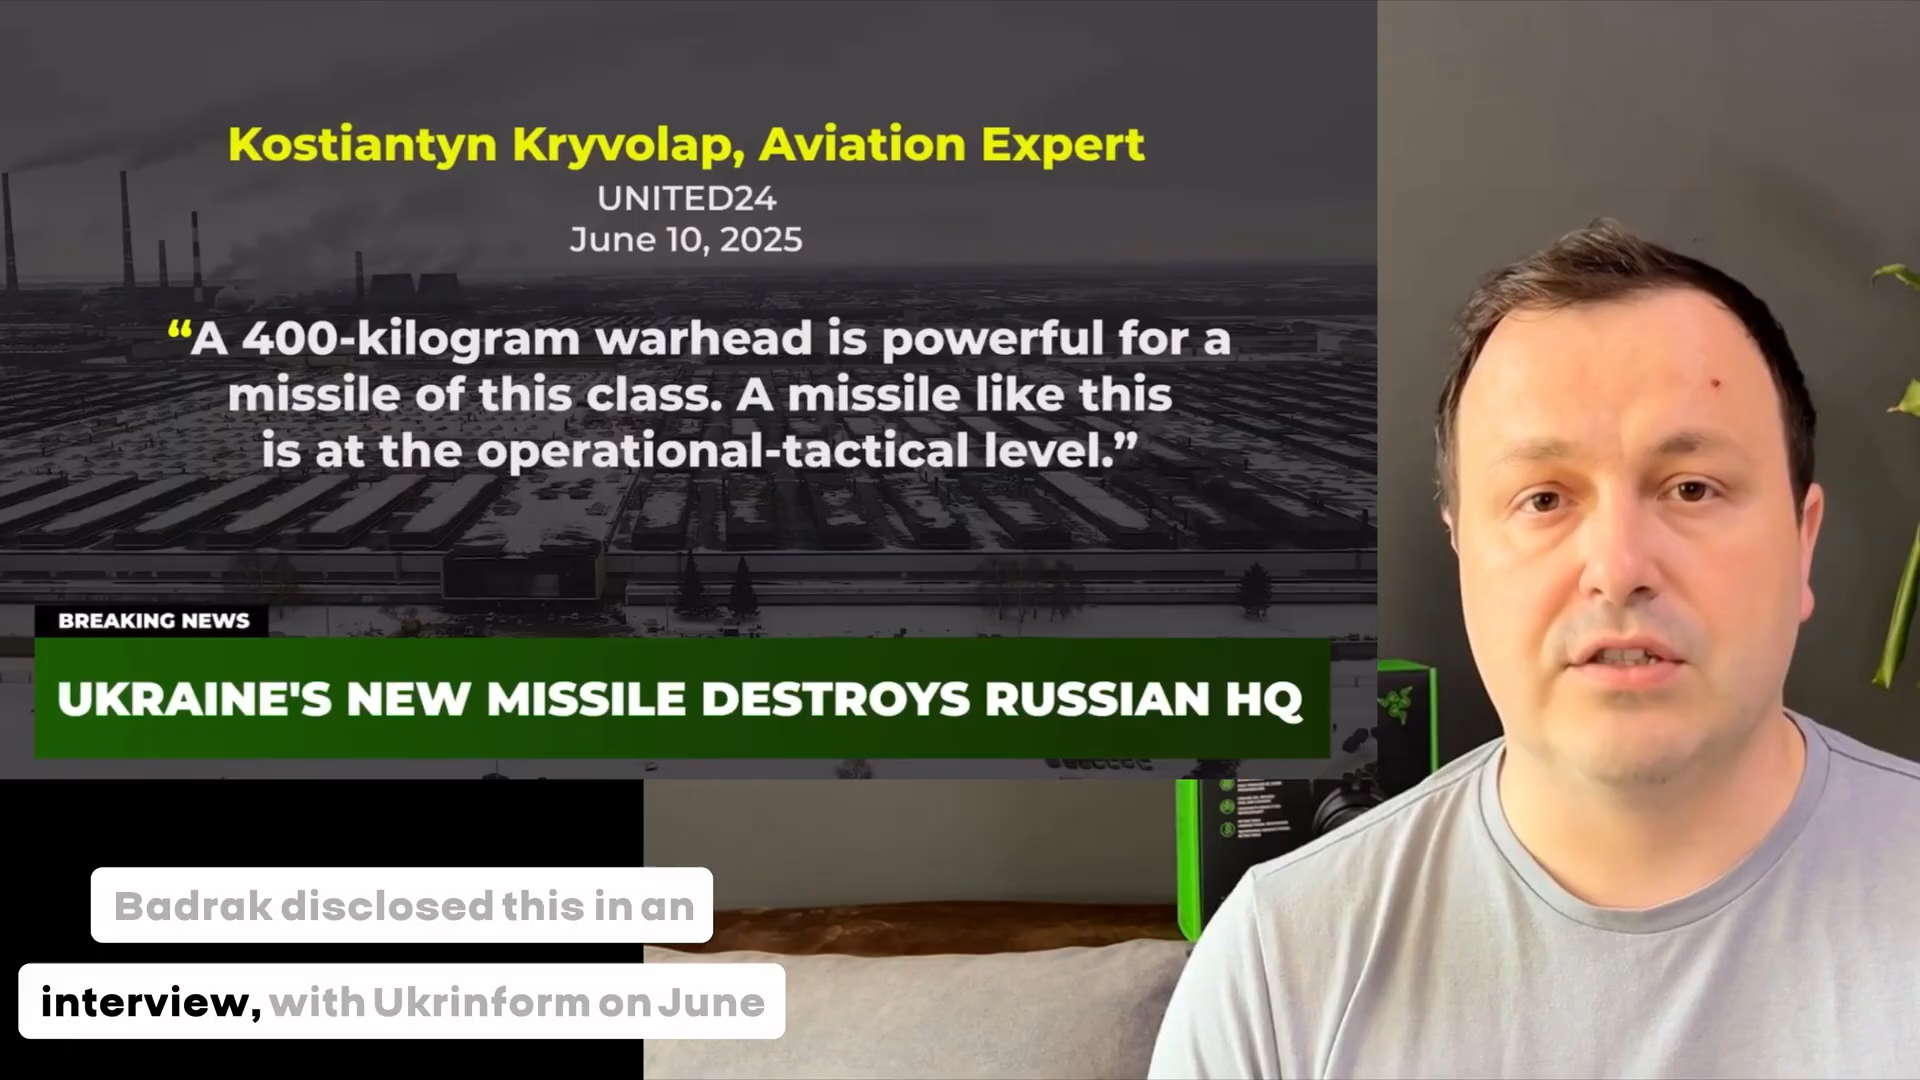 Kostiantyn Kryvolap, Aviation Expert
UNITED24
June 10, 2025
“A 400-kilogram warhead is powerful for a
missile of this class. A missile like this
is at the operational-tactical level.”
BREAKING NEWS
UKRAINE'S NEW MISSILE DESTROYS RUSSIAN HQ
Badrak disclosed this in an
interview, with Ukrinform on June